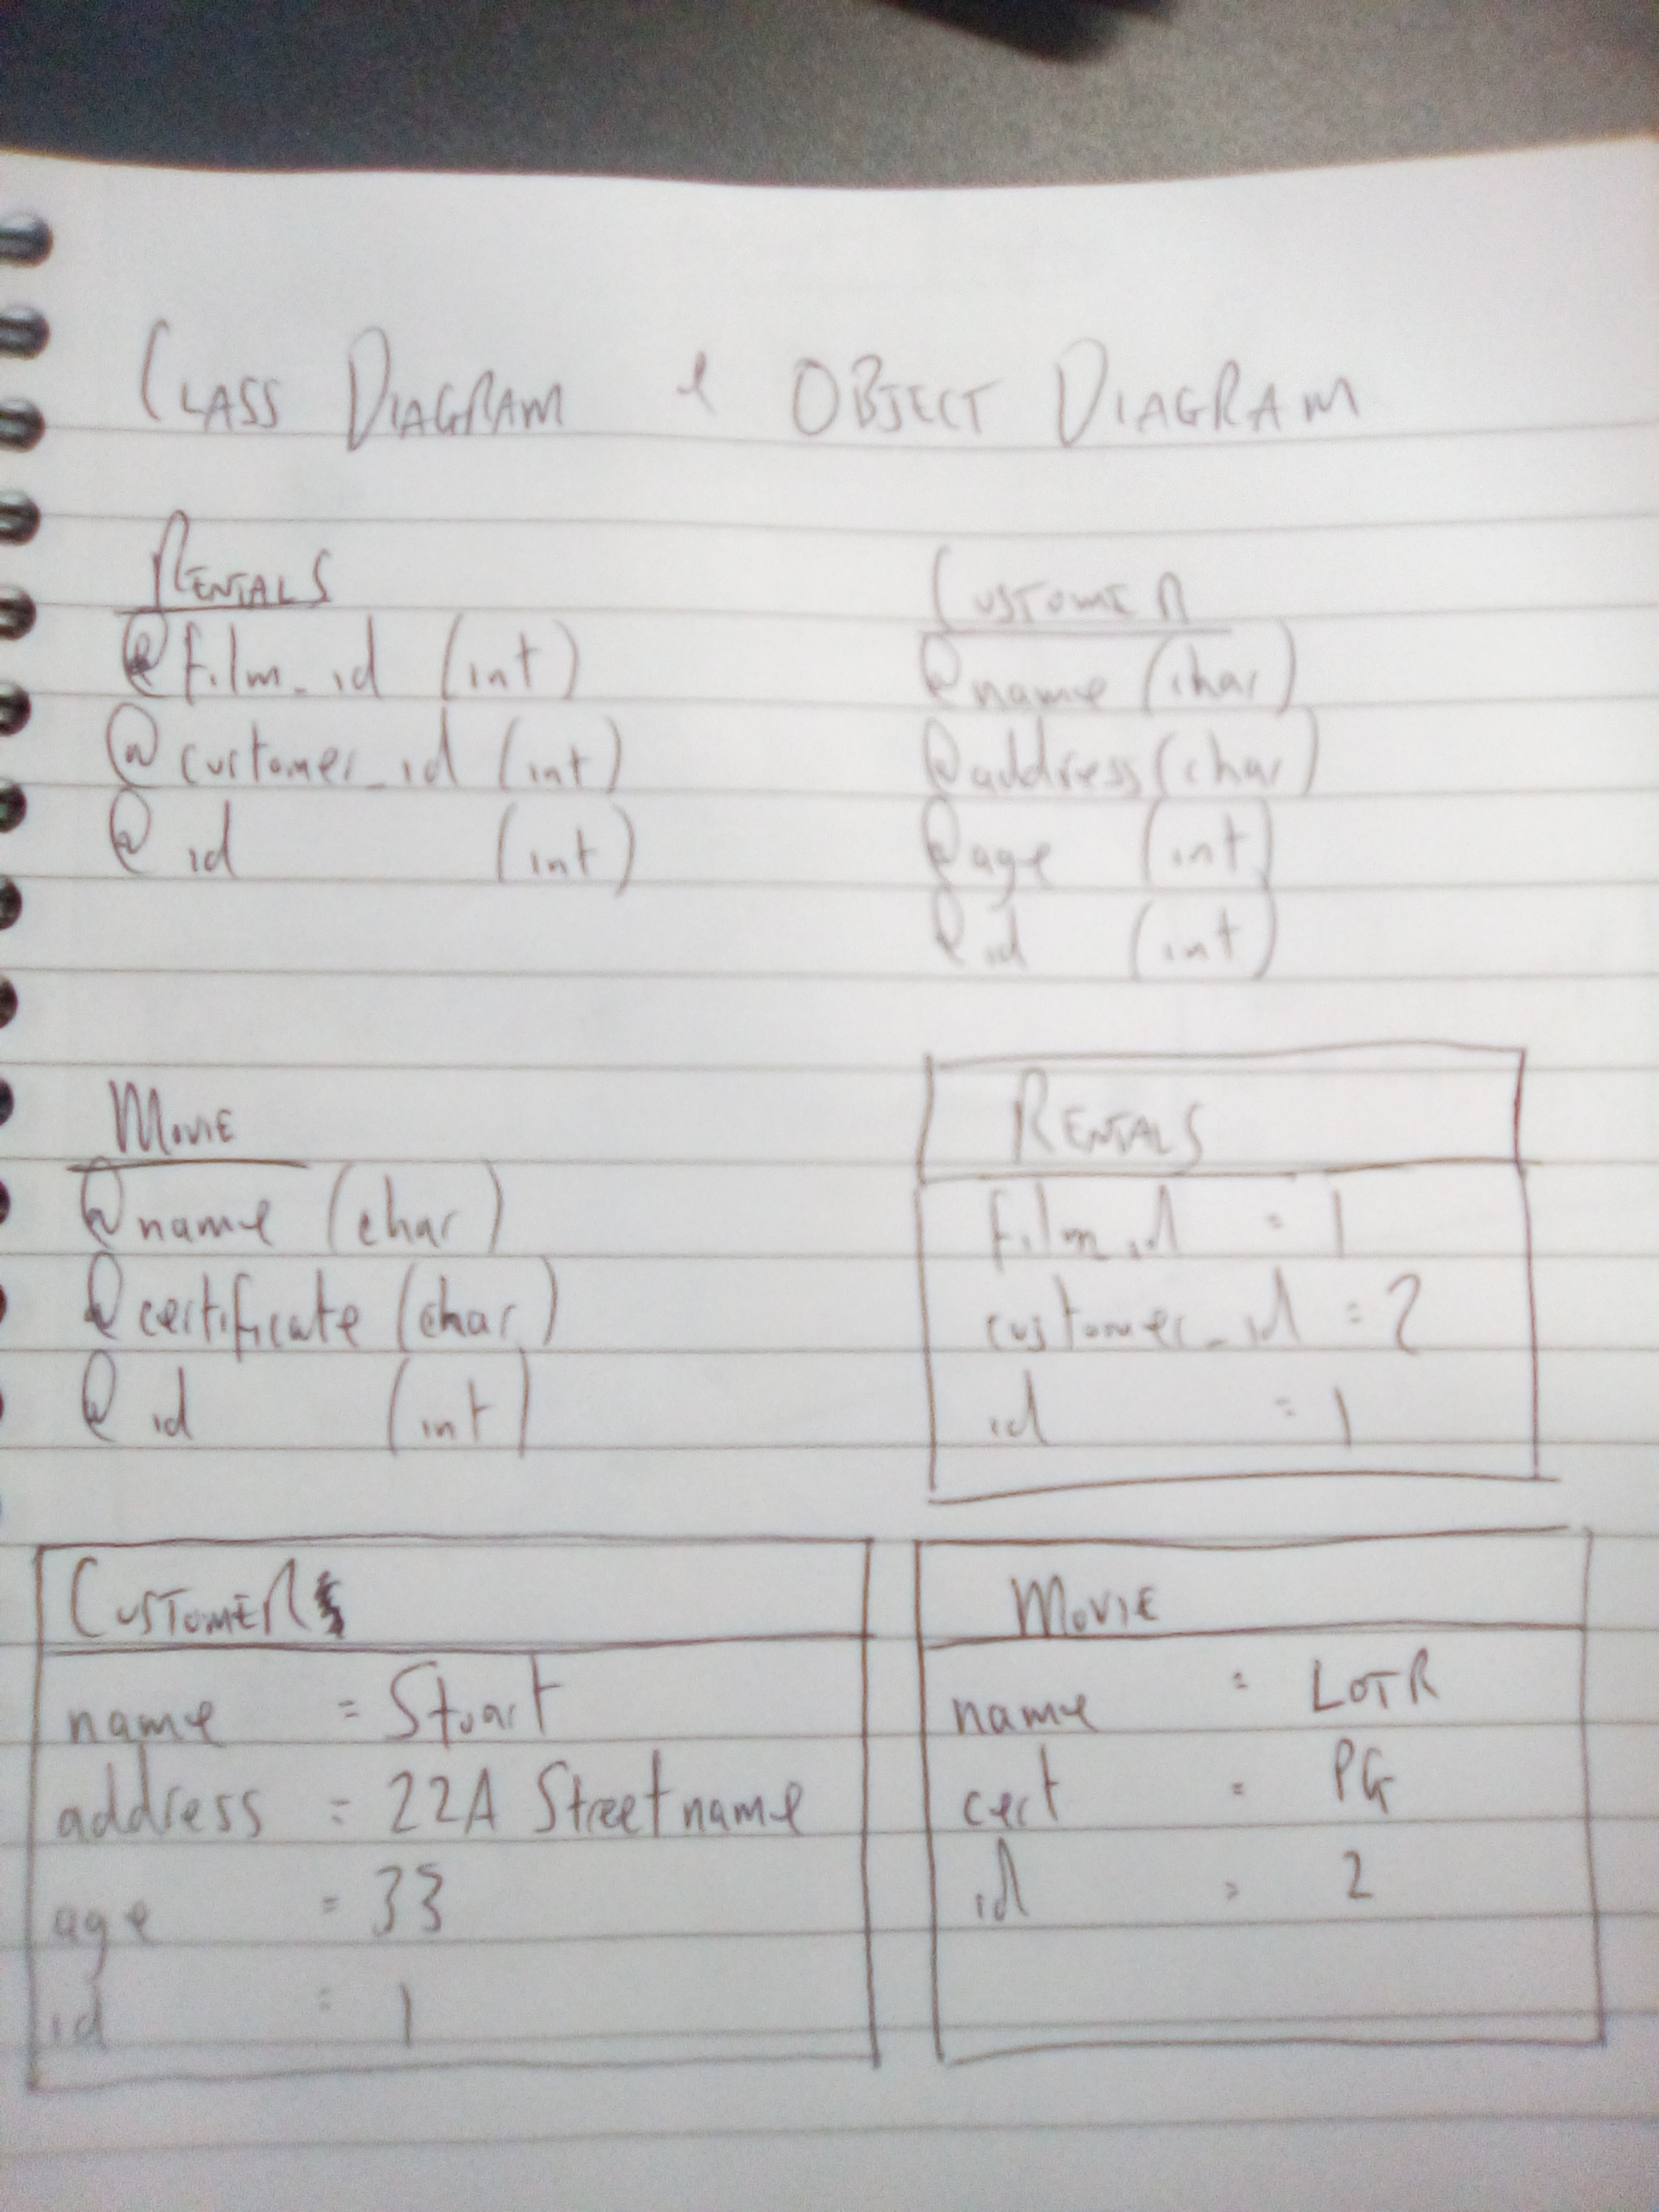 CLASS DIAGRAM & OBJECT DIAGRAM
RENTALS
@film_id (int)
@customer_id (int)
@id (int)
CUSTOMER
@name (char)
@address (char)
@age (int)
@id (int)
MOVIE
@name (char)
@certificate (char)
@id (int)
RENTALS
film_id = 1
customer_id = 2
id = 1
CUSTOMER
name = Stuart
address = 22A Streetname
age = 33
id = 1
MOVIE
name = LOTR
cert = PG
id = 2